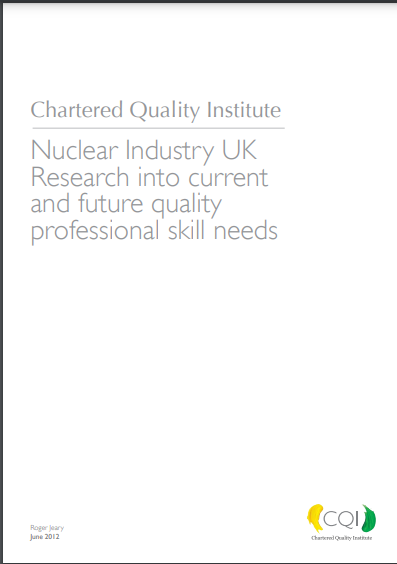 Chartered Quality Institute
Nuclear Industry UK
Research into current
and future quality
professional skill needs
Roger Jeary
June 2012
CQI
Chartered Quality Institute